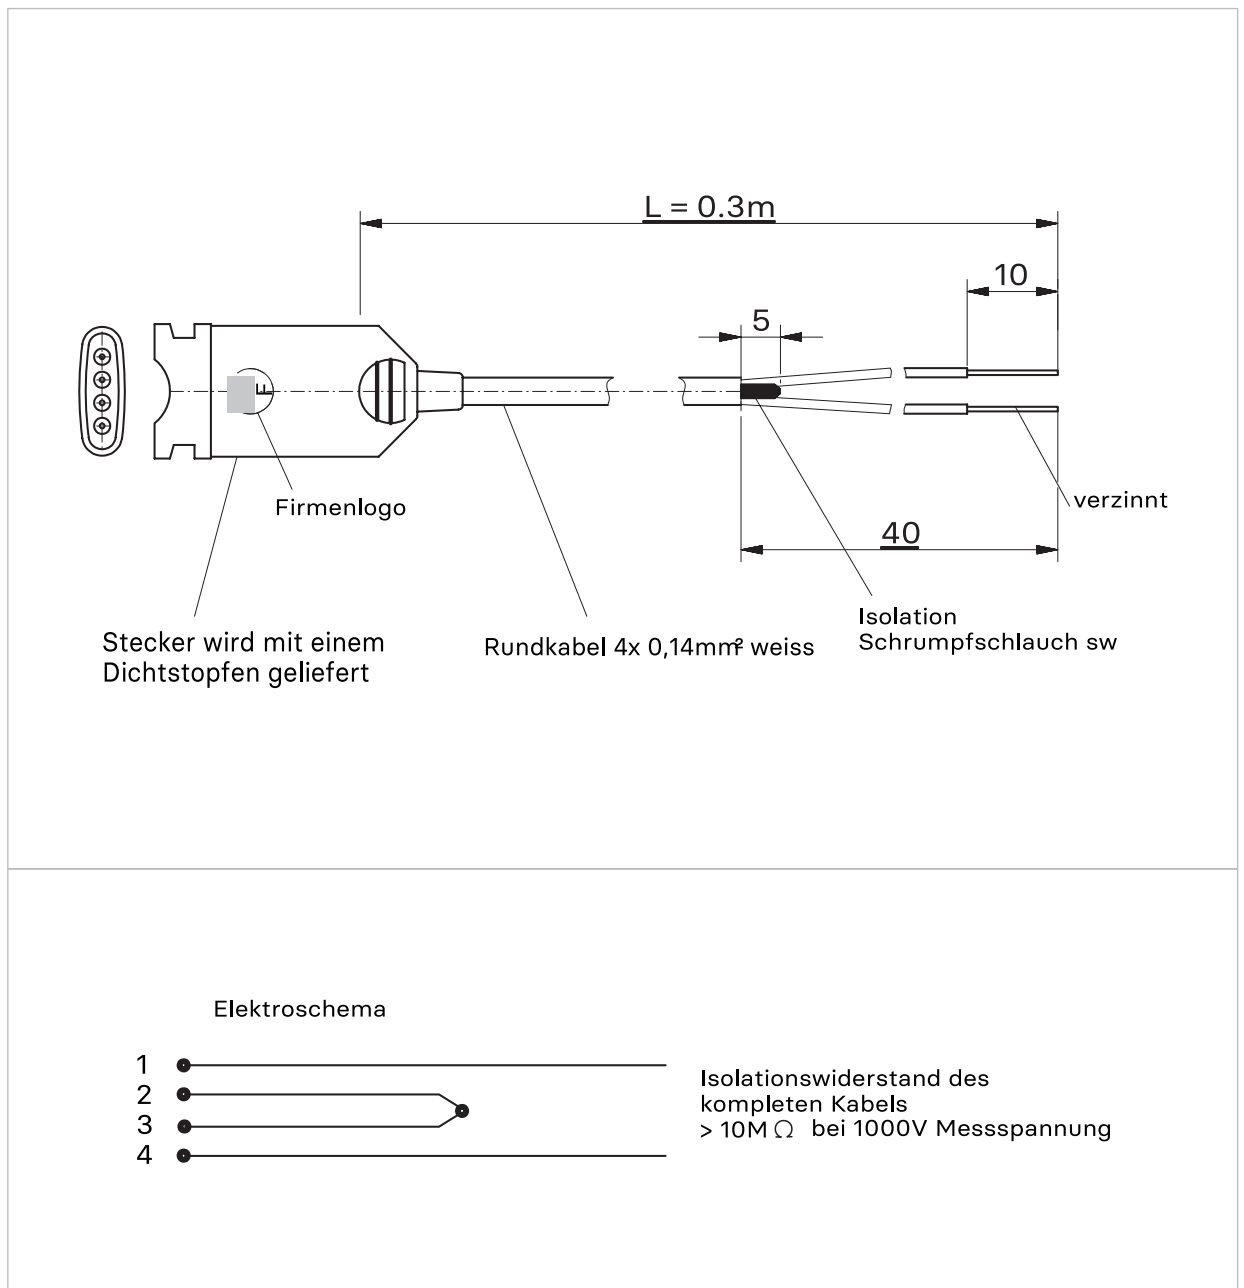 L = 0.3m
10
5
F
Firmenlogo
verzinnt
40
Stecker wird mit einem
Dichtstopfen geliefert
Rundkabel 4x 0,14mm² weiss
Isolation
Schrumpfschlauch sw
Elektroschema
1
2
3
4
Isolationswiderstand des
kompleten Kabels
> 10M Ω bei 1000V Messspannung